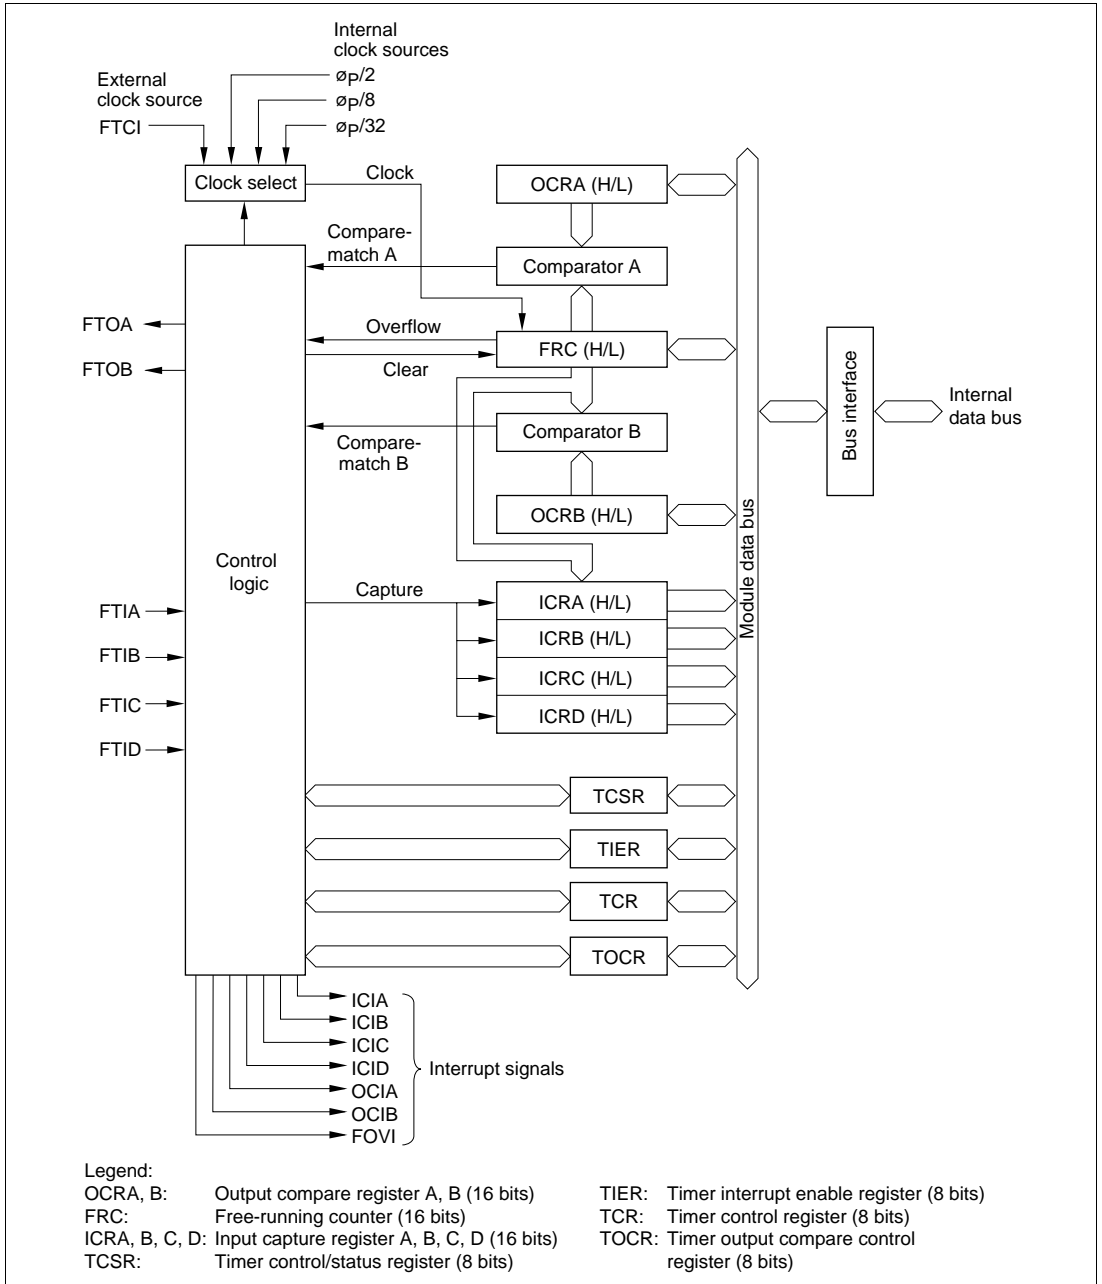 Internal
clock sources
øP/2
External
clock source
øP/8
FTCI
øP/32
Clock select
Clock
OCRA (H/L)
Compare-
match A
Comparator A
FTOA
Overflow
FRC (H/L)
FTOB
Clear
Bus interface
Internal
data bus
Compare-
match B
Comparator B
OCRB (H/L)
Module data bus
Control
logic
Capture
FTIA
ICRA (H/L)
FTIB
ICRB (H/L)
FTIC
ICRC (H/L)
FTID
ICRD (H/L)
TCSR
TIER
TCR
TOCR
ICIA
ICIB
ICIC
ICID
Interrupt signals
OCIA
OCIB
FOVI
Legend:
OCRA, B: Output compare register A, B (16 bits)
FRC: Free-running counter (16 bits)
ICRA, B, C, D: Input capture register A, B, C, D (16 bits)
TCSR: Timer control/status register (8 bits)
TIER: Timer interrupt enable register (8 bits)
TCR: Timer control register (8 bits)
TOCR: Timer output compare control
register (8 bits)